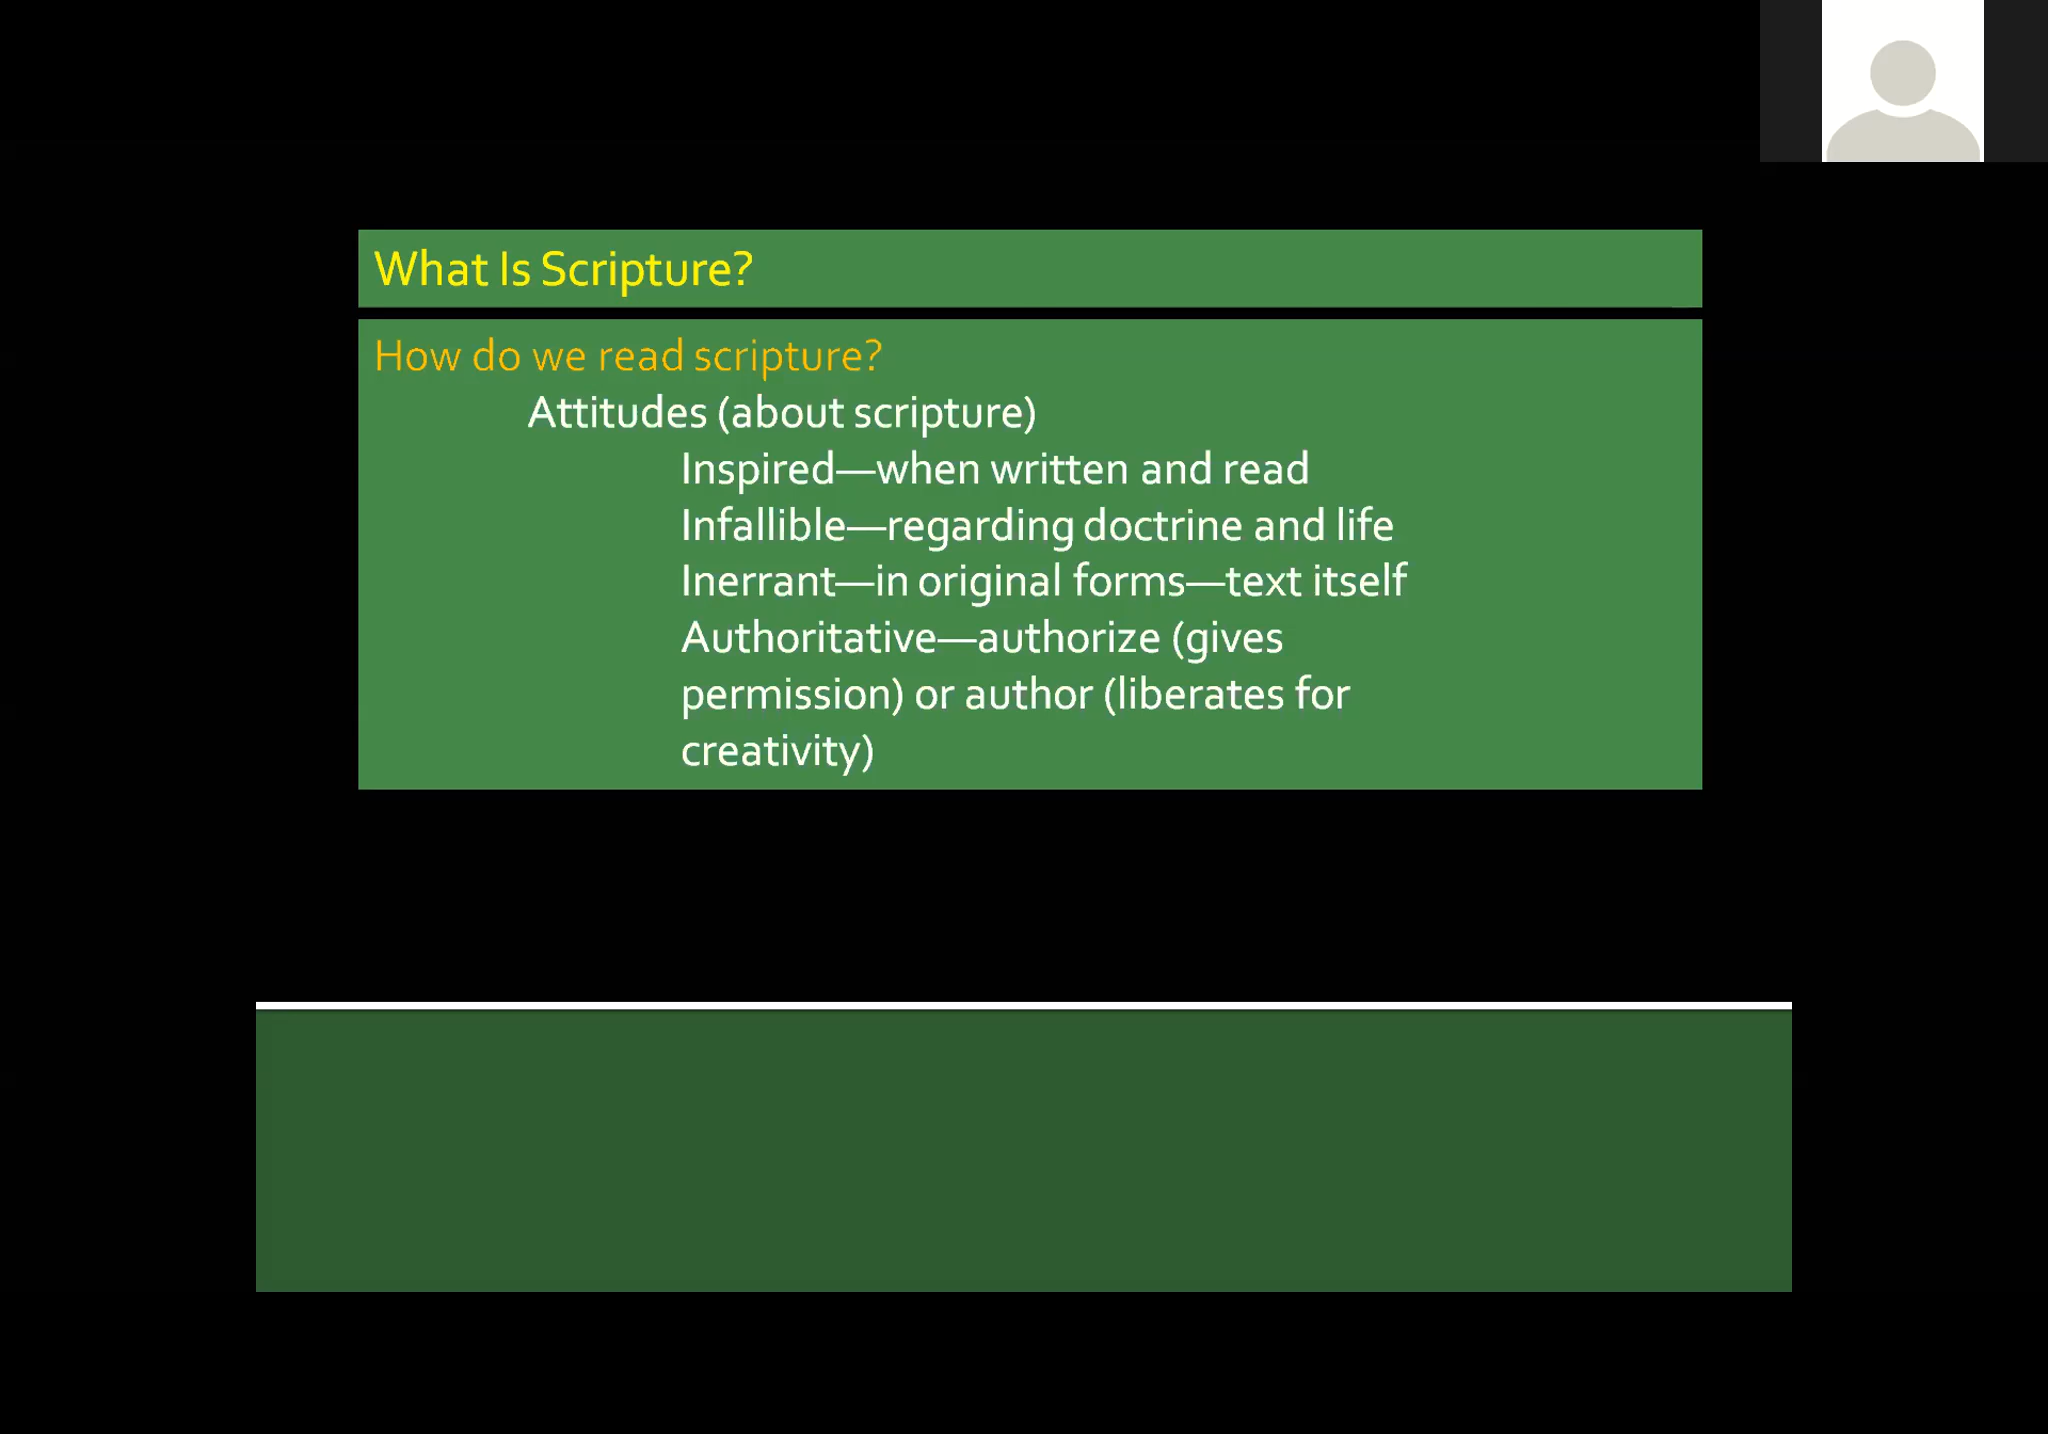 What Is Scripture?
How do we read scripture?
Attitudes (about scripture)
Inspired—when written and read
Infallible—regarding doctrine and life
Inerrant—in original forms—text itself
Authoritative—authorize (gives
permission) or author (liberates for
creativity)